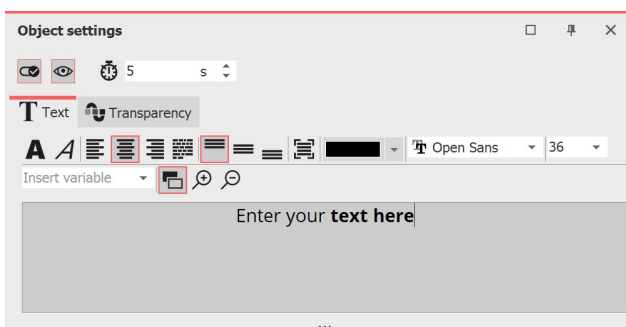 Object settings
5 s
T Text Transparency
A A Open Sans 36
Insert variable
Enter your text here